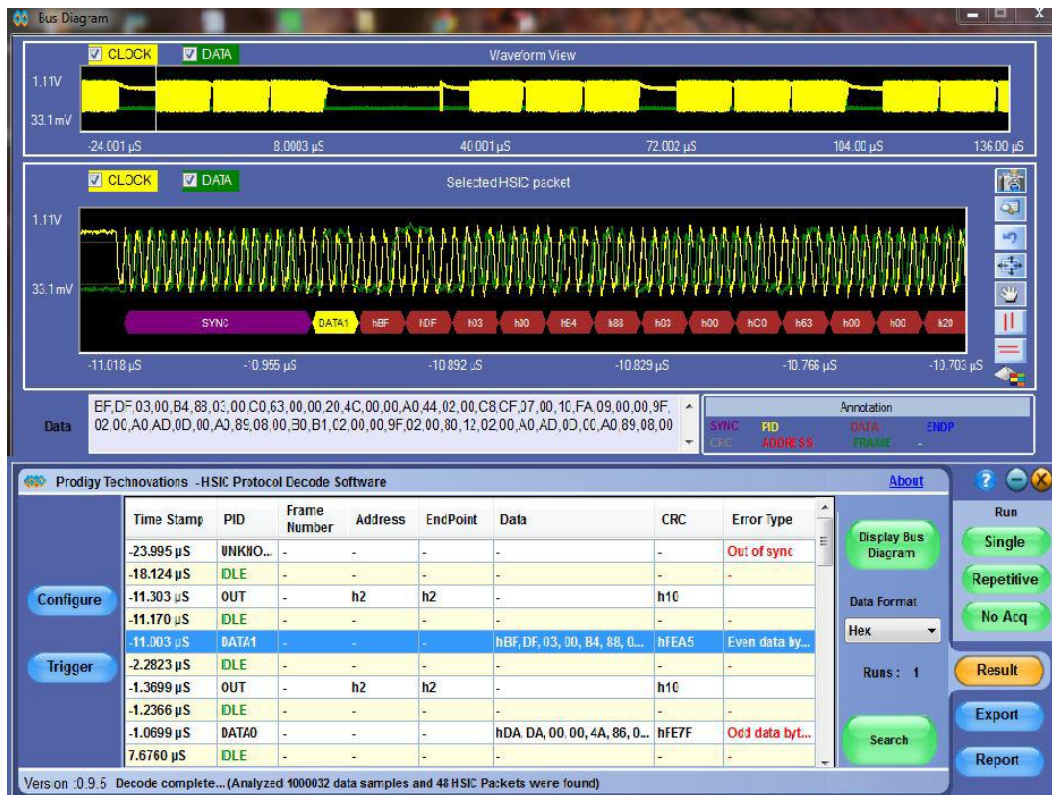 Bus Diagram
CLOCK DATA Waveform View
1.11V
33.1mV
-24.001 µS 8.0003 µS 40.001 µS 72.002 µS 104.00 µS 136.00 µS
CLOCK DATA Selected HSIC packet
1.11V
33.1mV
SYNC DATA1 hBF hDF h03 h00 hB4 h88 h03 h00 hC0 h63 h00 h00 h20
-11.018 µS -10.955 µS -10.892 µS -10.829 µS -10.766 µS -10.703 µS
Data
BF,DF,03,00,B4,88,03,00,C0,63,00,00,20,4C,00,00,A0,44,02,00,C8,CF,07,00,10,FA,09,00,00,9F,
02,00,A0,AD,0D,00,A0,89,08,00,B0,B1,02,00,00,9F,02,00,80,12,02,00,A0,AD,0D,00,A0,89,08,00
Annotation
SYNC PID DATA ENDP
CRC ADDRESS FRAME -
Prodigy Technovations -HSIC Protocol Decode Software About
Time Stamp PID Frame Number Address EndPoint Data CRC Error Type
-23.995 µS UNKNO... - - - - - Out of sync
-18.124 µS IDLE - - - - - -
-11.303 µS OUT - h2 h2 - h10
-11.170 µS IDLE - - - - - -
-11.003 µS DATA1 - - - hBF, DF, 03, 00, B4, 88, 0... hFEA5 Even data by...
-2.2823 µS IDLE - - - - - -
-1.3699 µS OUT - h2 h2 - h10
-1.2366 µS IDLE - - - - - -
-1.0699 µS DATA0 - - - hDA, DA, 00, 00, 4A, 86, 0... hFE7F Odd data byt...
7.6760 µS IDLE - - - - - -
Configure
Trigger
Display Bus
Diagram
Data Format
Hex
Runs : 1
Search
Run
Single
Repetitive
No Acq
Result
Export
Report
Version :0.9.5 Decode complete...(Analyzed 1000032 data samples and 48 HSIC Packets were found)